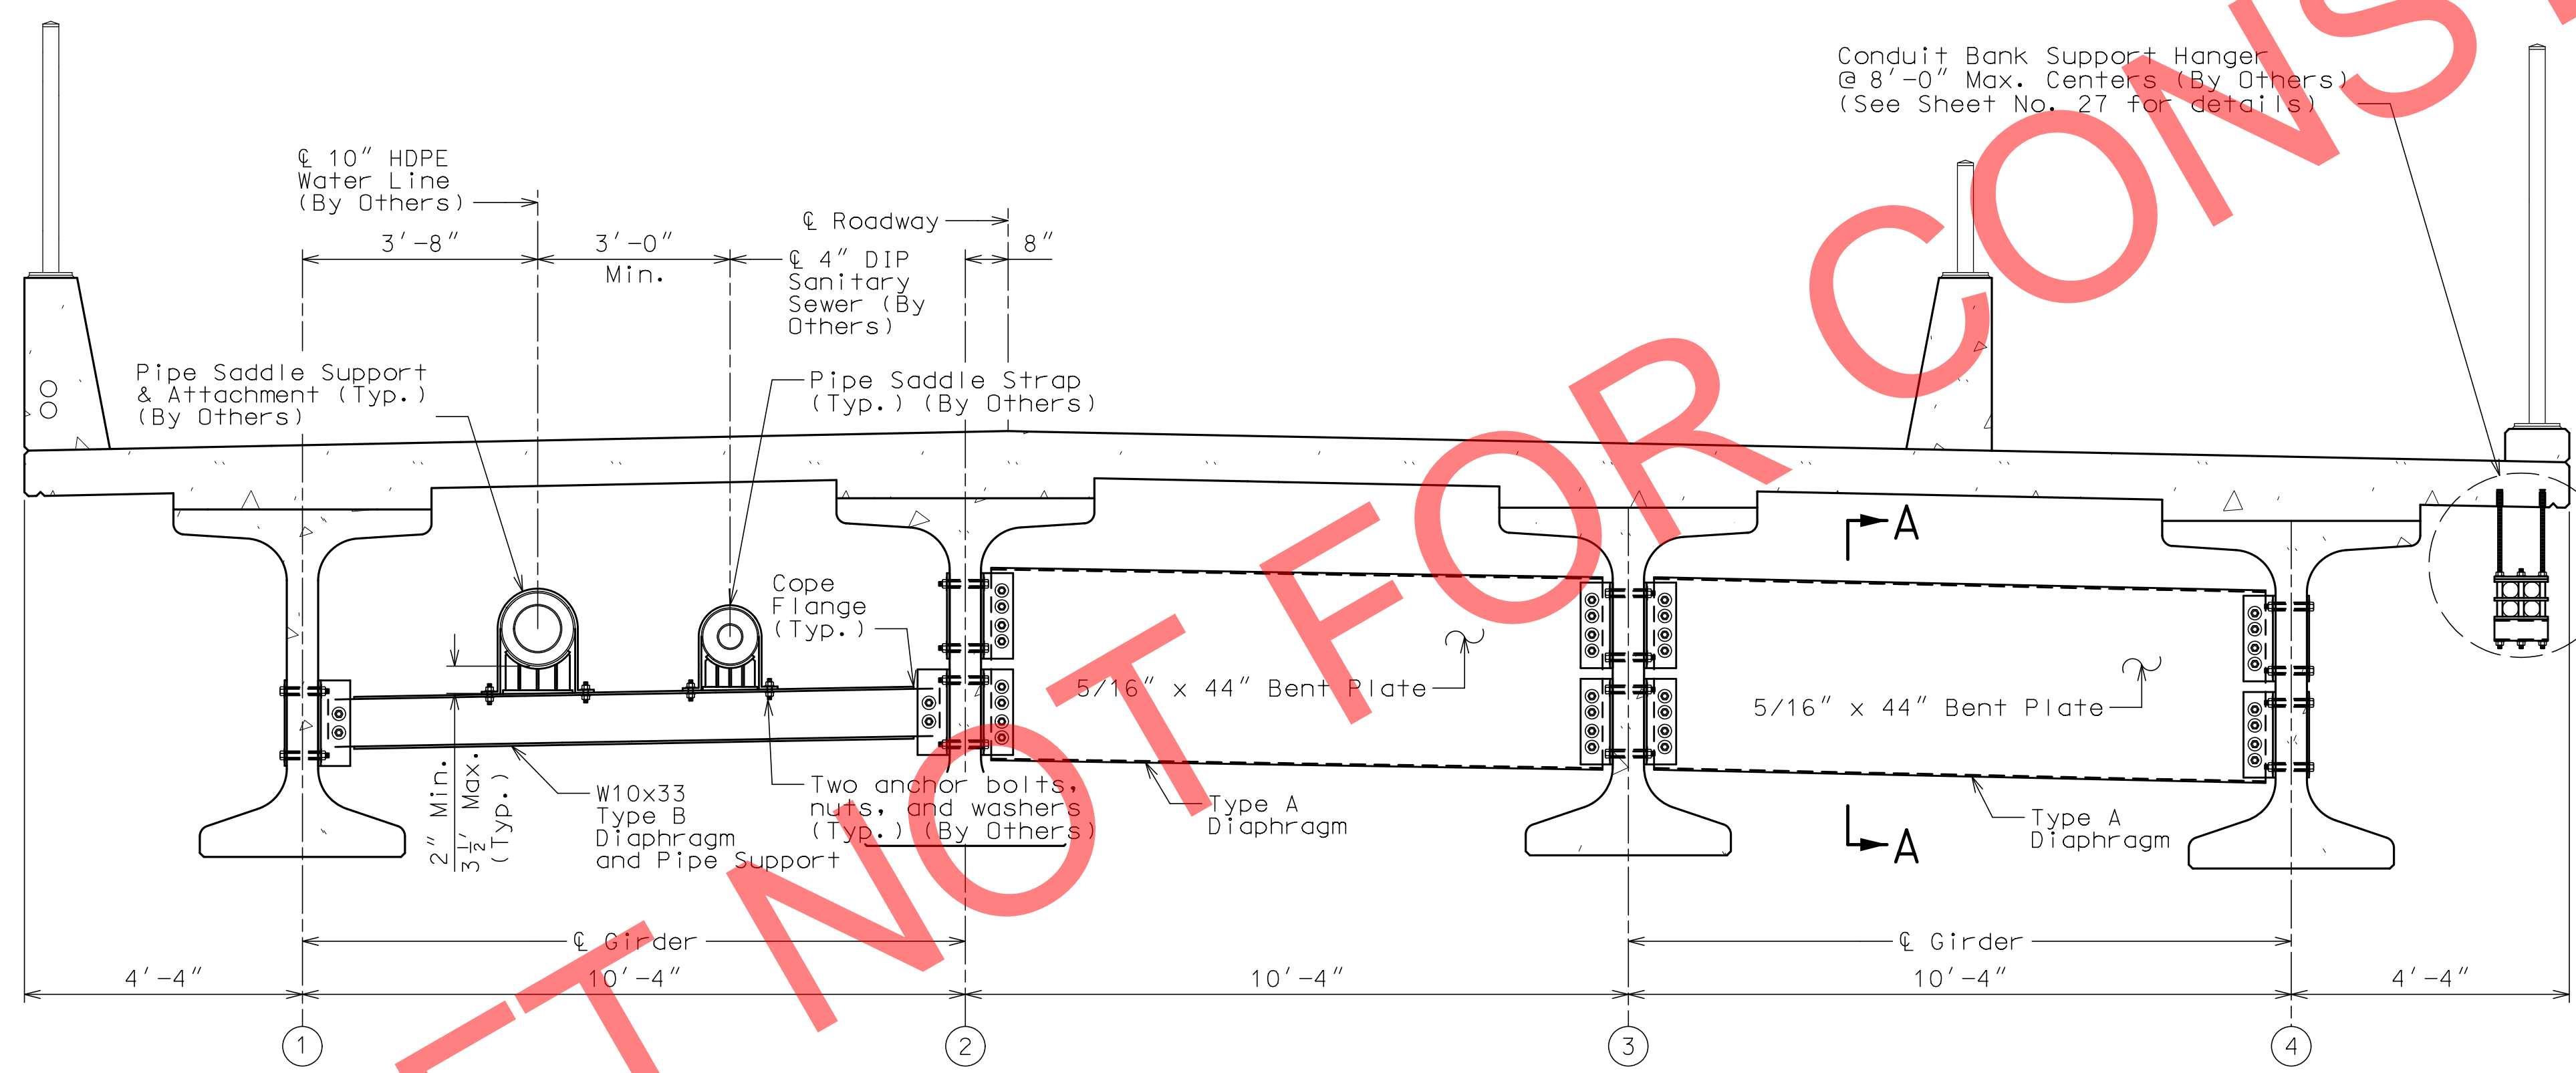 Conduit Bank Support Hanger
@ 8'-0" Max. Centers (By Others)
(See Sheet No. 27 for details)
℄ 10" HDPE
Water Line
(By Others)
℄ Roadway
3'-8"
3'-0"
Min.
8"
℄ 4" DIP
Sanitary
Sewer (By
Others)
Pipe Saddle Support
& Attachment (Typ.)
(By Others)
Pipe Saddle Strap
(Typ.) (By Others)
Cope
Flange
(Typ.)
A
5/16" x 44" Bent Plate
5/16" x 44" Bent Plate
2" Min.
3½" Max.
(Typ.)
W10x33
Type B
Diaphragm
and Pipe Support
Two anchor bolts,
nuts, and washers
(Typ.) (By Others)
Type A
Diaphragm
Type A
Diaphragm
A
℄ Girder
℄ Girder
4'-4"
10'-4"
10'-4"
10'-4"
4'-4"
1
2
3
4
T NOT FOR CONS